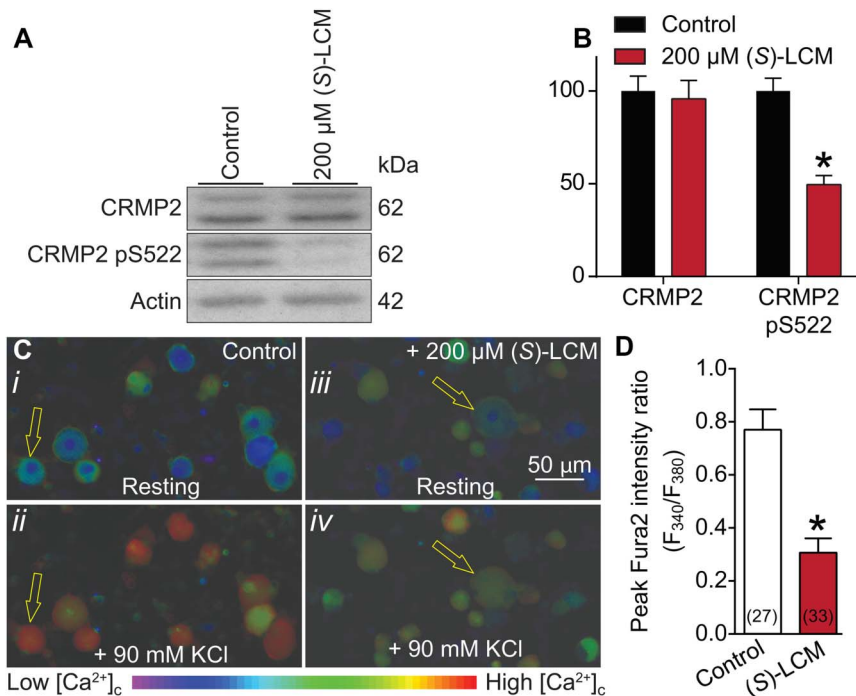 A
Control
200 µM (S)-LCM
kDa
CRMP2
62
CRMP2 pS522
62
Actin
42
B
Control
200 µM (S)-LCM
100
50
0
*
CRMP2
CRMP2
pS522
C
Control
i
Resting
ii
+ 90 mM KCl
+ 200 µM (S)-LCM
iii
50 µm
Resting
iv
+ 90 mM KCl
Low [Ca²⁺]c
High [Ca²⁺]c
D
Peak Fura2 intensity ratio
(F₃₄₀/F₃₈₀)
1.0
0.8
0.6
0.4
0.2
0.0
*
(27)
(33)
Control
(S)-LCM